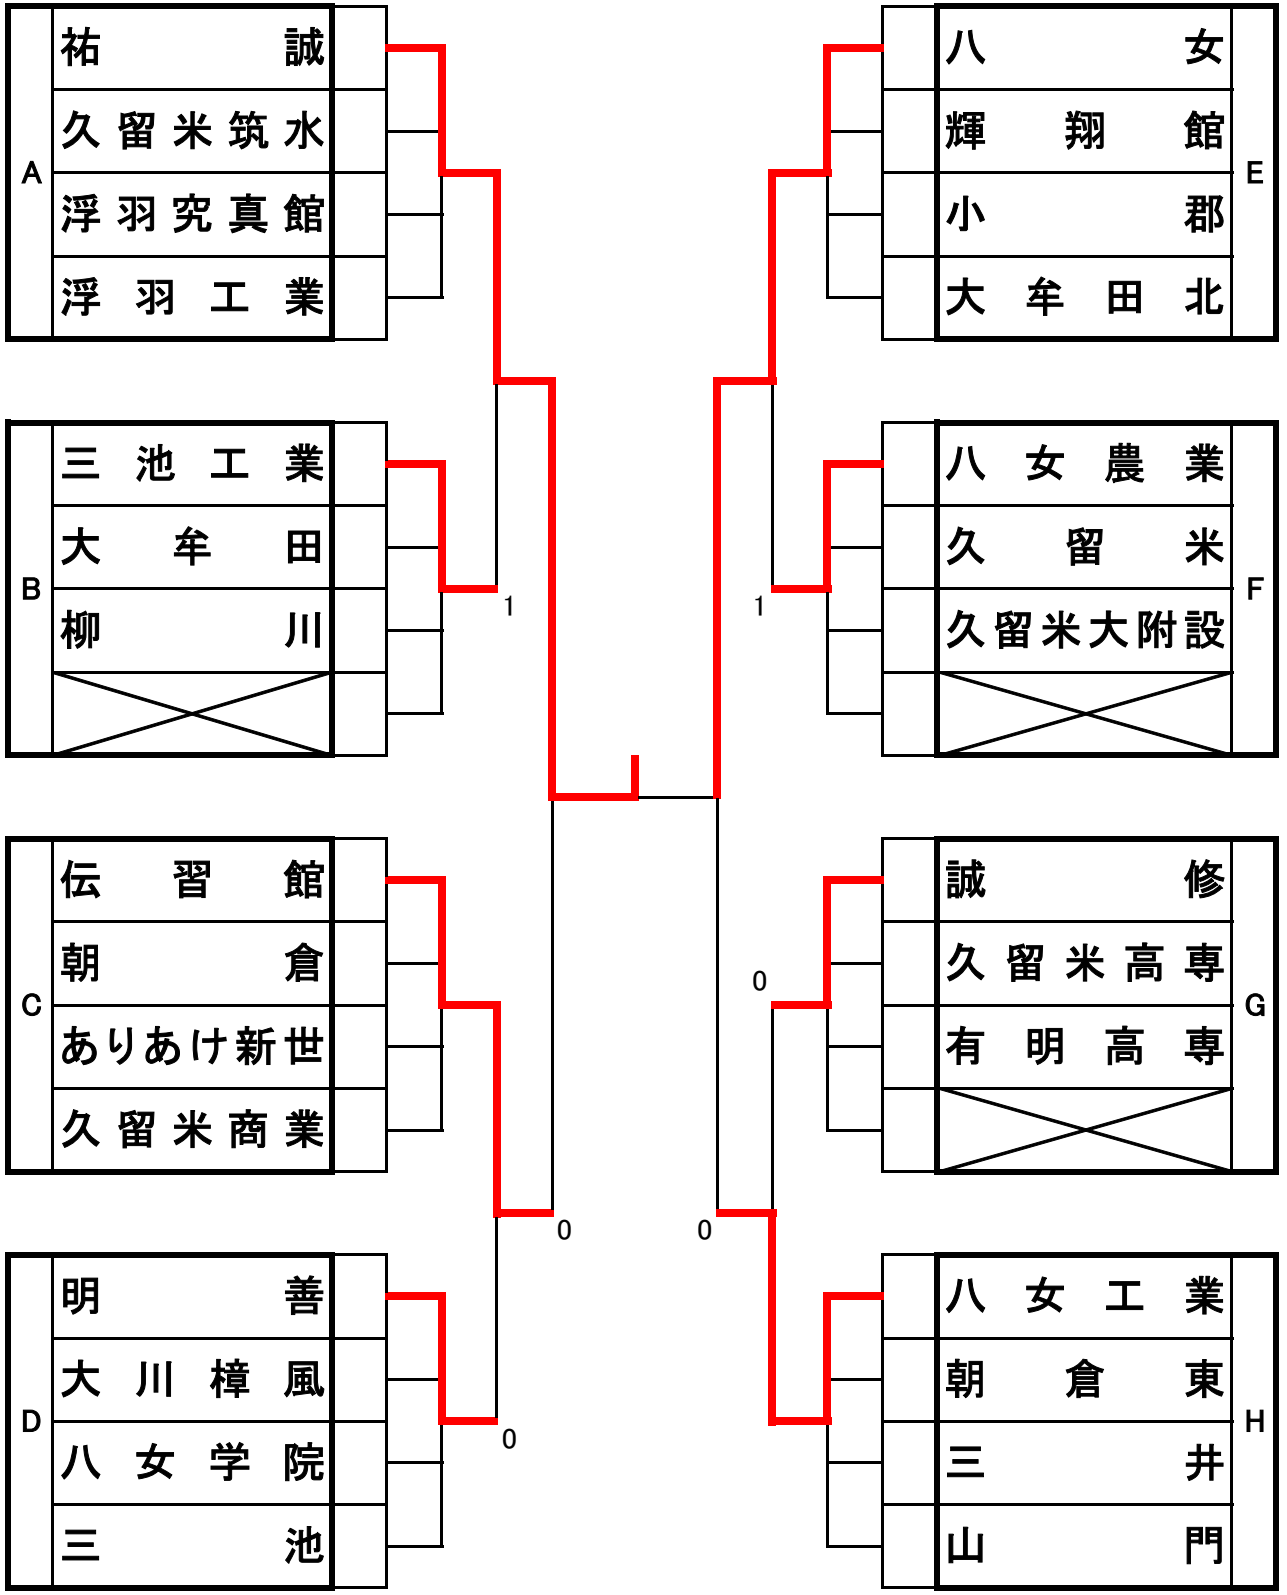 A
祐誠
久留米筑水
浮羽究真館
浮羽工業
B
三池工業
大牟田
柳川
1
C
伝習館
朝倉
ありあけ新世
久留米商業
0
D
明善
大川樟風
八女学院
三池
0
E
八女
輝翔館
小郡
大牟田北
F
八女農業
久留米
久留米大附設
1
G
誠修
久留米高専
有明高専
0
H
八女工業
朝倉東
三井
山門
0